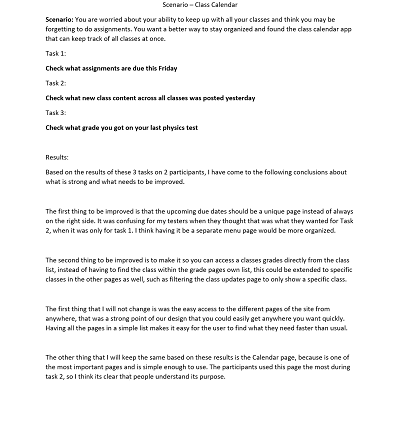 Scenario – Class Calendar
Scenario: You are worried about your ability to keep up with all your classes and think you may be
forgetting to do assignments. You want a better way to stay organized and found the class calendar app
that can keep track of all classes at once.
Task 1:
Check what assignments are due this Friday
Task 2:
Check what new class content across all classes was posted yesterday
Task 3:
Check what grade you got on your last physics test
Results:
Based on the results of these 3 tasks on 2 participants, I have come to the following conclusions about
what is strong and what needs to be improved.
The first thing to be improved is that the upcoming due dates should be a unique page instead of always
on the right side. It was confusing for my testers when they thought that was what they wanted for Task
2, when it was only for task 1. I think having it be a separate menu page would be more organized.
The second thing to be improved is to make it so you can access a classes grades directly from the class
list, instead of having to find the class within the grade pages own list, this could be extended to specific
classes in the other pages as well, such as filtering the class updates page to only show a specific class.
The first thing that I will not change is was the easy access to the different pages of the site from
anywhere, that was a strong point of our design that you could easily get anywhere you want quickly.
Having all the pages in a simple list makes it easy for the user to find what they need faster than usual.
The other thing that I will keep the same based on these results is the Calendar page, because is one of
the most important pages and is simple enough to use. The participants used this page the most during
task 2, so I think its clear that people understand its purpose.